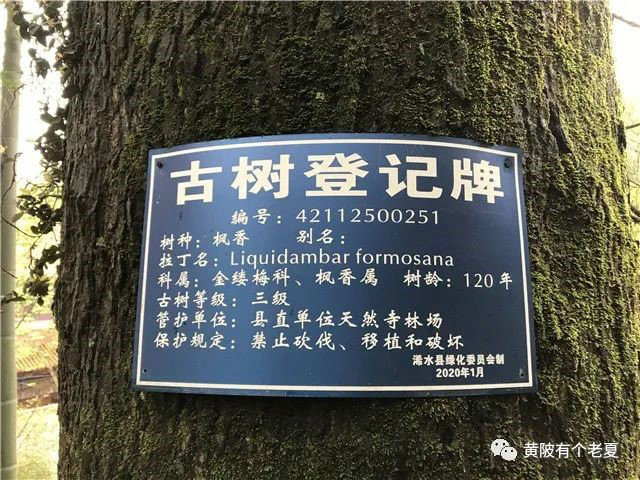 古树登记牌
编号：42112500251
树种：枫香 别名：
拉丁名：Liquidambar formosana
科属：金缕梅科、枫香属 树龄：120年
古树等级：三级
管护单位：县直单位天然寺林场
保护规定：禁止砍伐、移植和破坏
浠水县绿化委员会制
2020年1月
黄陂有个老夏